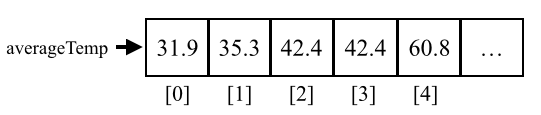 averageTemp 31.9 35.3 42.4 42.4 60.8 …
[0] [1] [2] [3] [4]